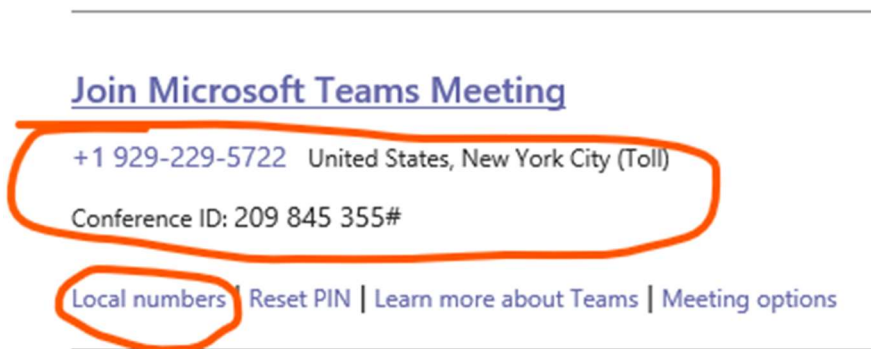 Join Microsoft Teams Meeting
+1 929-229-5722 United States, New York City (Toll)
Conference ID: 209 845 355#
Local numbers | Reset PIN | Learn more about Teams | Meeting options